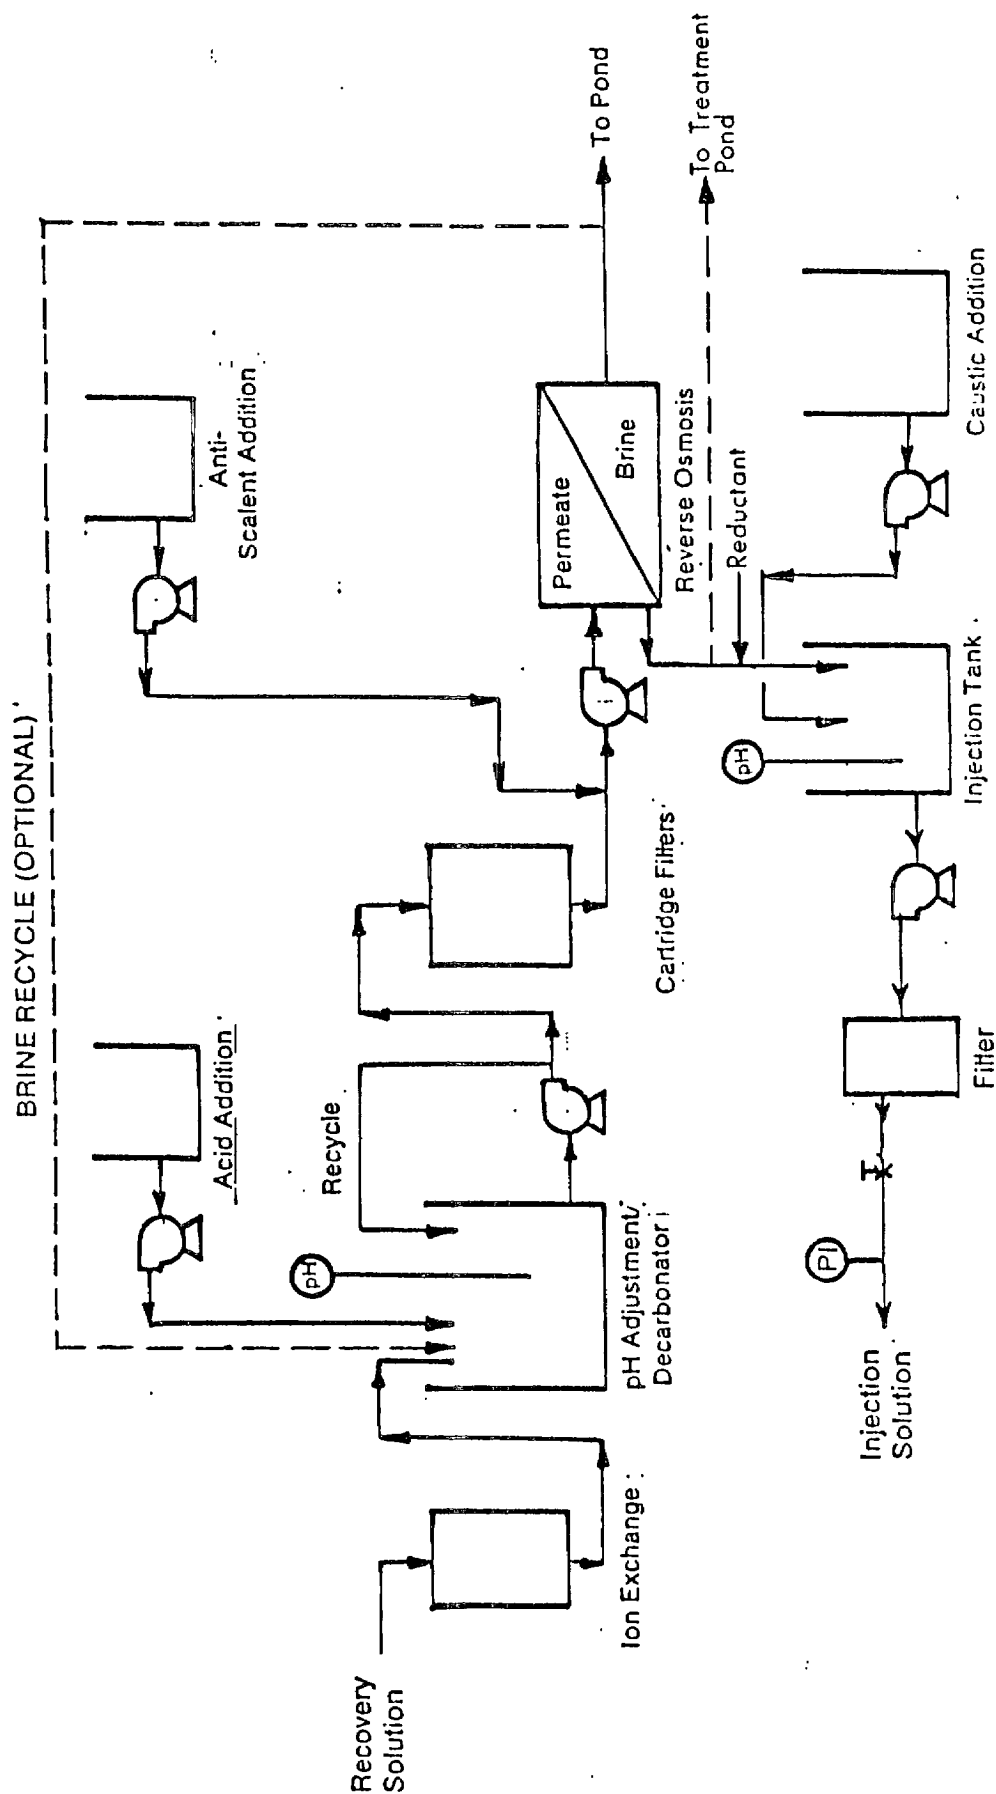 BRINE RECYCLE (OPTIONAL)
Acid Addition
Anti-
Scalent Addition
Recycle
pH
Recovery
Solution
Ion Exchange
pH Adjustment/
Decarbonator
Cartridge Filters
Permeate
Brine
Reverse Osmosis
To Pond
To Treatment
Pond
Reductant
pH
Injection Tank
Caustic Addition
Filter
PI
Injection
Solution